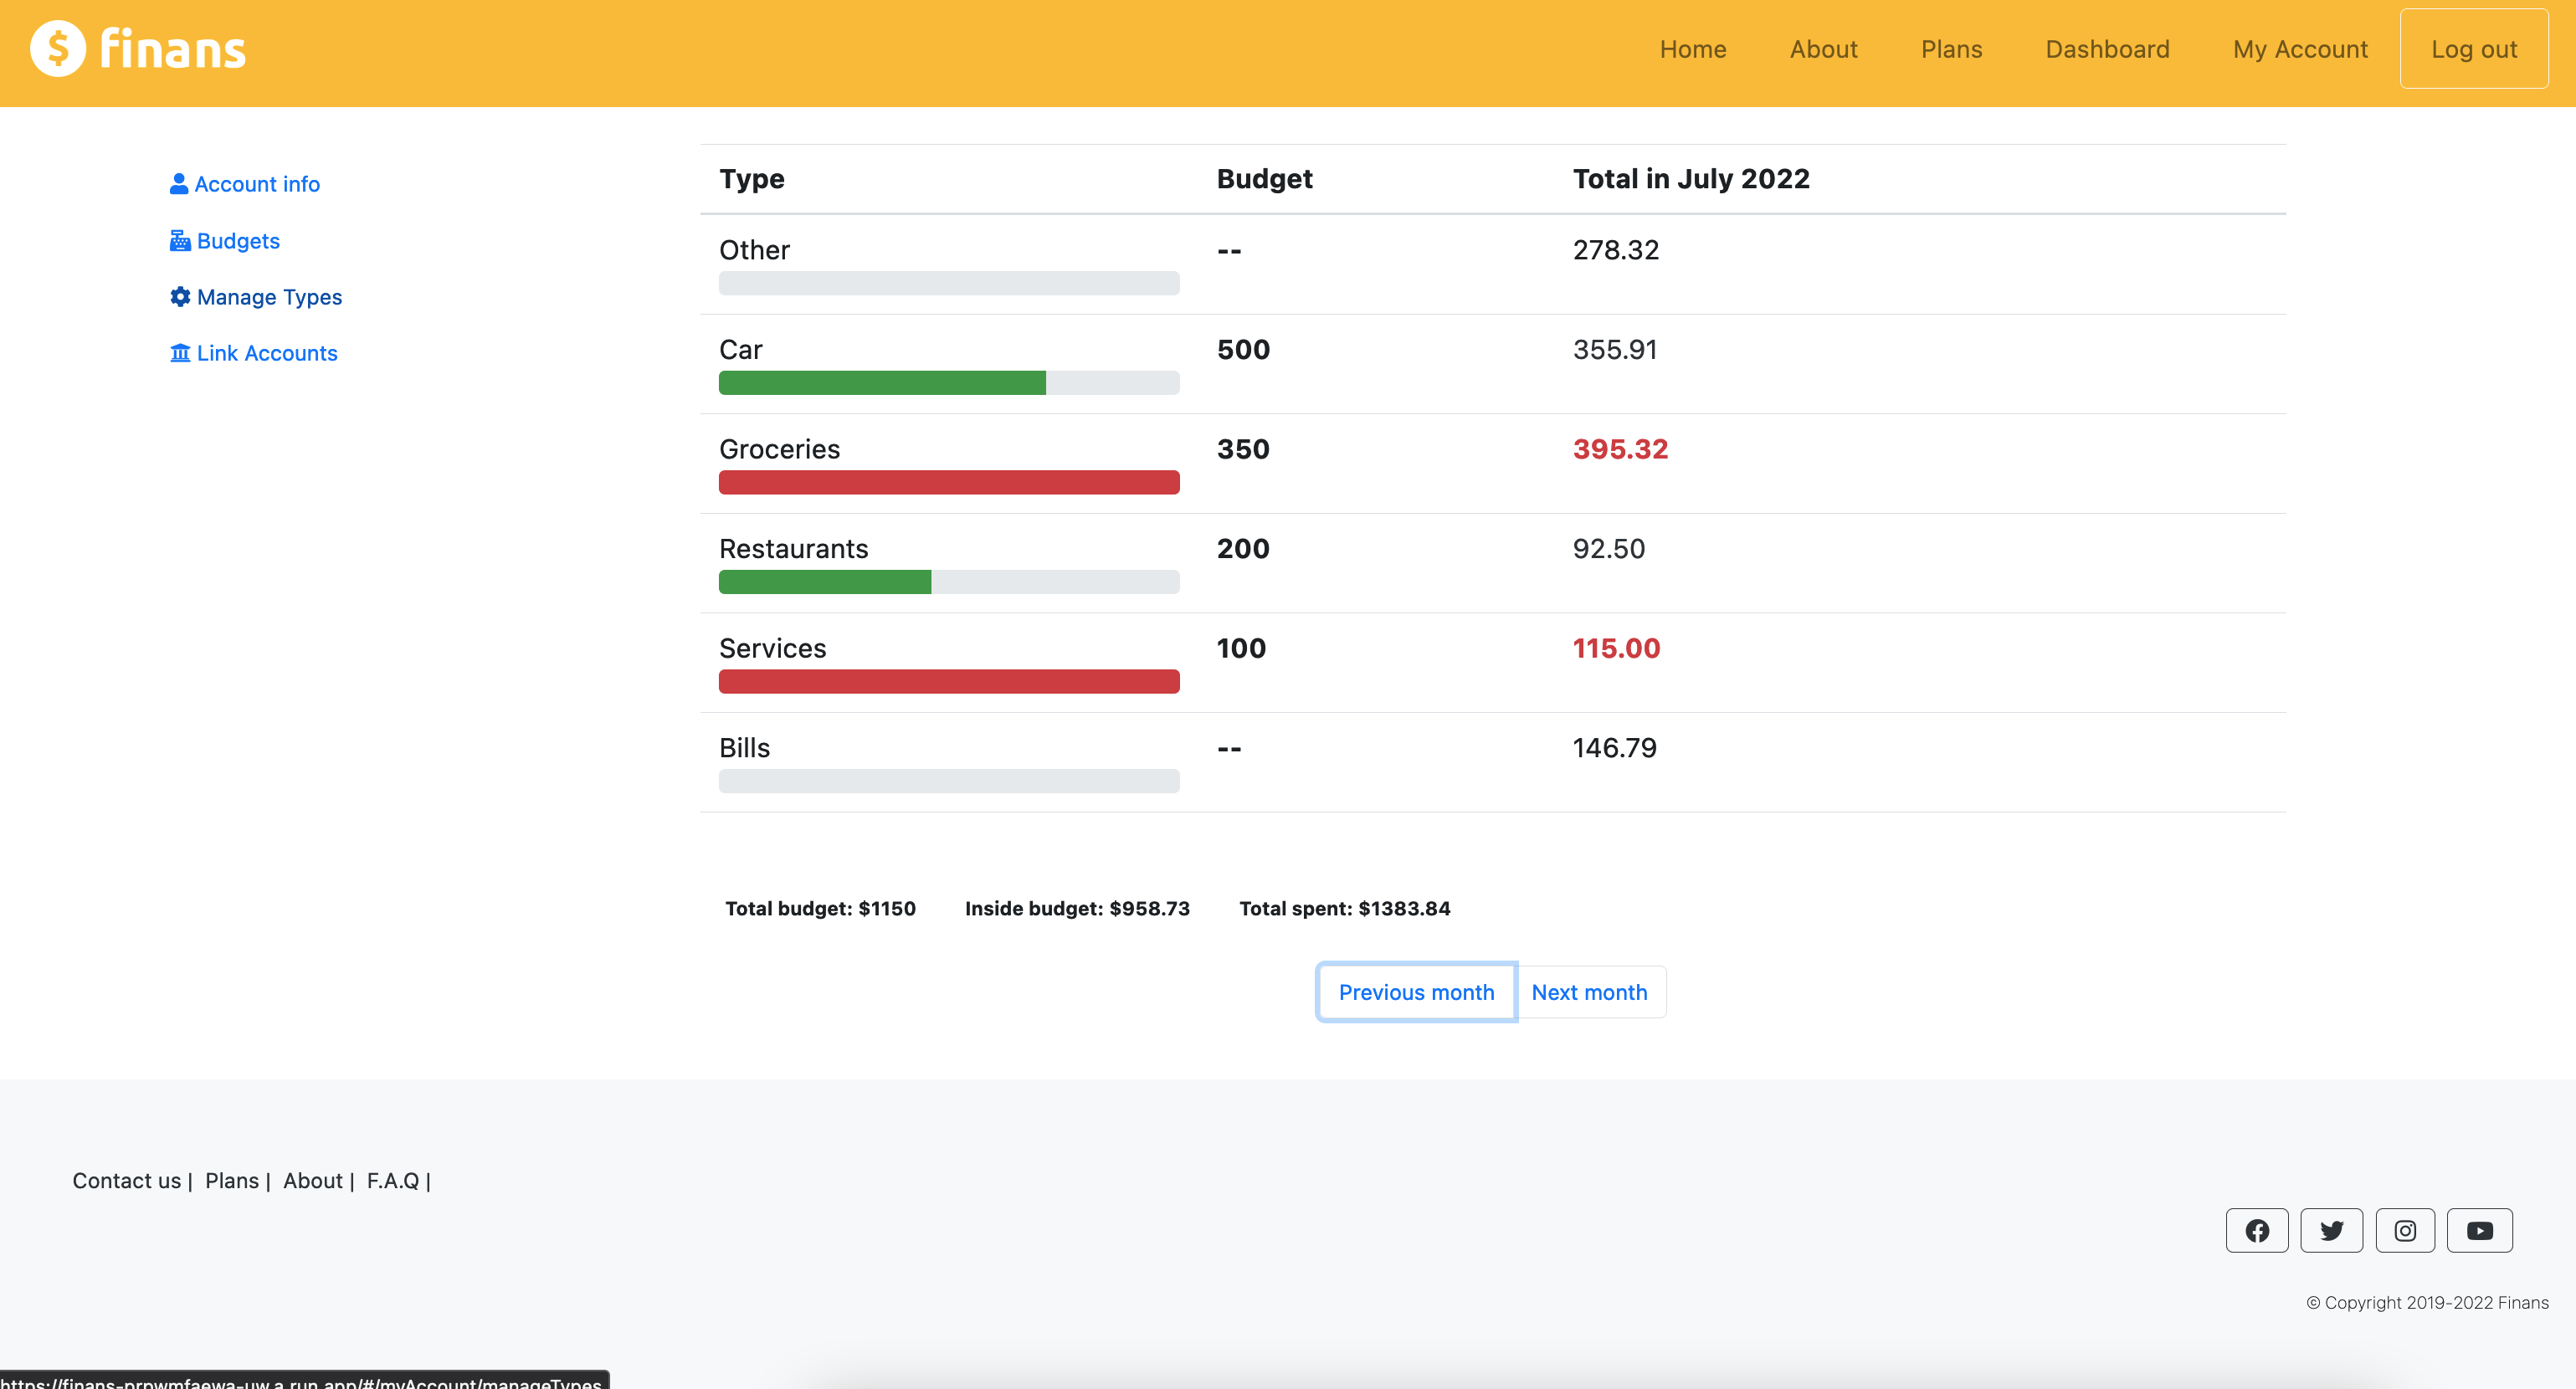 $ finans
Home About Plans Dashboard My Account Log out
Account info
Budgets
Manage Types
Link Accounts
Type Budget Total in July 2022
Other -- 278.32
Car 500 355.91
Groceries 350 395.32
Restaurants 200 92.50
Services 100 115.00
Bills -- 146.79
Total budget: $1150 Inside budget: $958.73 Total spent: $1383.84
Previous month Next month
Contact us | Plans | About | F.A.Q |
© Copyright 2019-2022 Finans
https://finans-prpwmfaewa-uw.a.run.app/#/myAccount/manageTypes